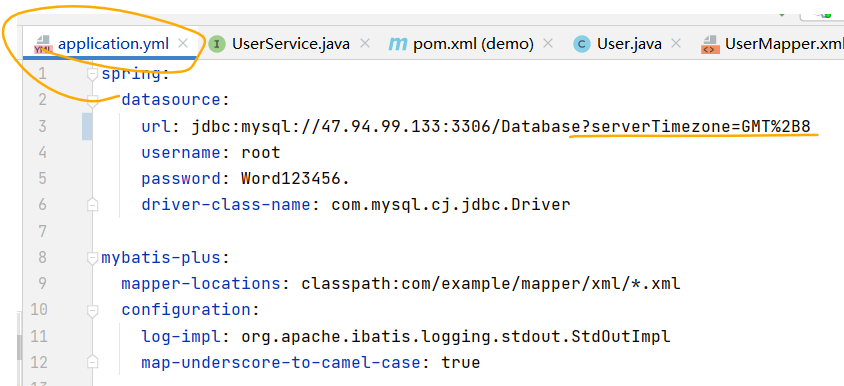 application.yml × UserService.java × pom.xml (demo) × User.java × UserMapper.xml
1 spring:
2 datasource:
3 url: jdbc:mysql://47.94.99.133:3306/Database?serverTimezone=GMT%2B8
4 username: root
5 password: Word123456.
6 driver-class-name: com.mysql.cj.jdbc.Driver
7
8 mybatis-plus:
9 mapper-locations: classpath:com/example/mapper/xml/*.xml
10 configuration:
11 log-impl: org.apache.ibatis.logging.stdout.StdOutImpl
12 map-underscore-to-camel-case: true